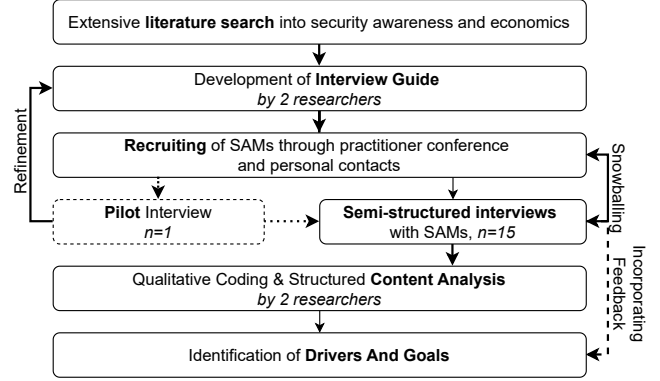 Extensive literature search into security awareness and economics
Development of Interview Guide
by 2 researchers
Refinement
Recruiting of SAMs through practitioner conference
and personal contacts
Snowballing
Pilot Interview
n=1
Semi-structured interviews
with SAMs, n=15
Incorporating
Feedback
Qualitative Coding & Structured Content Analysis
by 2 researchers
Identification of Drivers And Goals